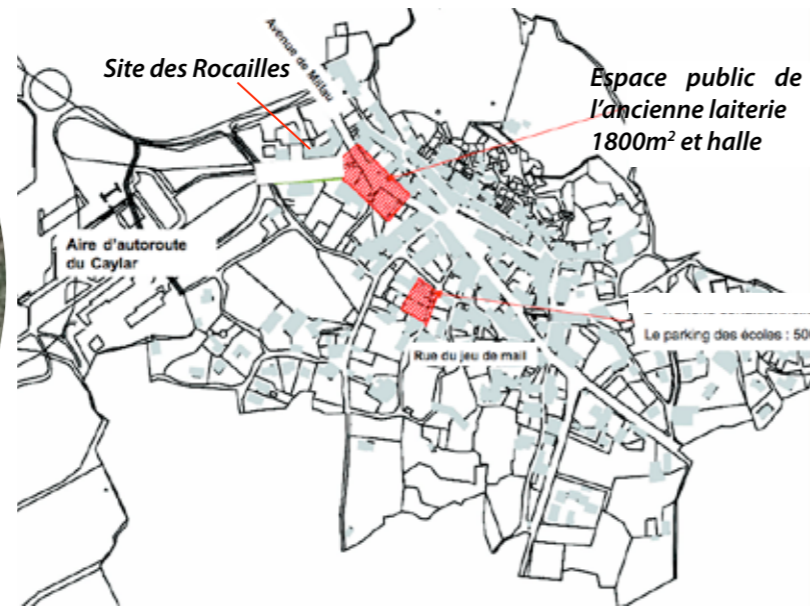 Avenue de Millau
Site des Rocailles
Espace public de
l'ancienne laiterie
1800m² et halle
Aire d'autoroute
du Caylar
Le parking des écoles : 50
Rue du jeu de mail